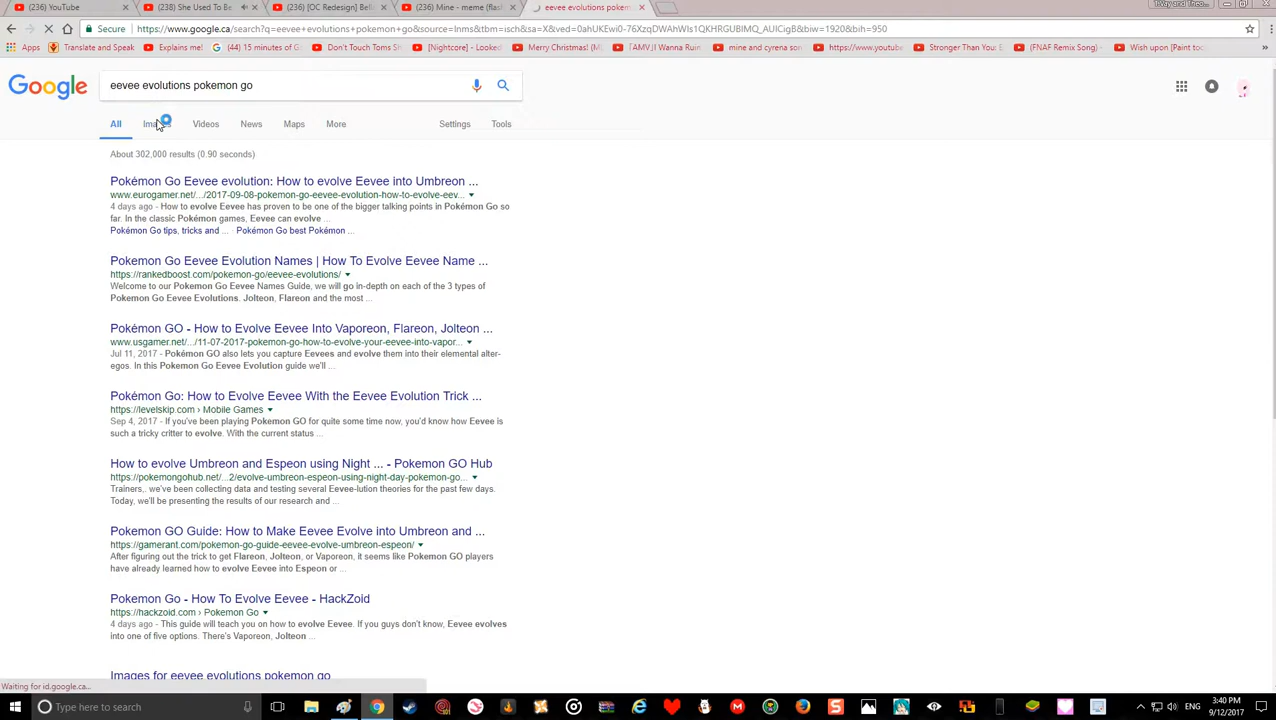 (236) YouTube
(238) She Used To Be
(236) [OC Redesign] Bell
(236) Mine - meme (flash
eevee evolutions pokemon
Secure https://www.google.ca/search?q=eevee+evolutions+pokemon+go&source=lnms&tbm=isch&sa=X&ved=0ahUKEwi0-76XzqDWAhWIs1QKHRGUBIMQ_AUICigB&biw=1920&bih=950
Apps Translate and Speak Explains me! (44) 15 minutes of G Don't Touch Toms Sh [Nightcore] - Looked Merry Christmas! (M [AMV]I Wanna Run mine and cyrena son https://www.youtube Stronger Than You: E (FNAF Remix Song) - Wish upon [Paint too
Google
eevee evolutions pokemon go
All Images Videos News Maps More Settings Tools
About 302,000 results (0.90 seconds)
Pokémon Go Eevee evolution: How to evolve Eevee into Umbreon ...
www.eurogamer.net/.../2017-09-08-pokemon-go-eevee-evolution-how-to-evolve-eev...
4 days ago - How to evolve Eevee has proven to be one of the bigger talking points in Pokémon Go so
far. In the classic Pokémon games, Eevee can evolve ...
Pokémon Go tips, tricks and ... · Pokémon Go best Pokémon ...
Pokemon Go Eevee Evolution Names | How To Evolve Eevee Name ...
https://rankedboost.com/pokemon-go/eevee-evolutions/
Welcome to our Pokemon Go Eevee Names Guide, we will go in-depth on each of the 3 types of
Pokemon Go Eevee Evolutions. Jolteon, Flareon and the most ...
Pokémon GO - How to Evolve Eevee Into Vaporeon, Flareon, Jolteon ...
www.usgamer.net/.../11-07-2017-pokemon-go-how-to-evolve-your-eevee-into-vapor...
Jul 11, 2017 - Pokémon GO also lets you capture Eevees and evolve them into their elemental alter-
egos. In this Pokemon Go Eevee Evolution guide we'll ...
Pokémon Go: How to Evolve Eevee With the Eevee Evolution Trick ...
https://levelskip.com › Mobile Games
Sep 4, 2017 - If you've been playing Pokemon GO for quite some time now, you'd know how Eevee is
such a tricky critter to evolve. With the current status ...
How to evolve Umbreon and Espeon using Night ... - Pokemon GO Hub
https://pokemongohub.net/...2/evolve-umbreon-espeon-using-night-day-pokemon-go...
Trainers,. we've been collecting data and testing several Eevee-lution theories for the past few days.
Today, we'll be presenting the results of our research and ...
Pokemon GO Guide: How to Make Eevee Evolve into Umbreon and ...
https://gamerant.com/pokemon-go-guide-eevee-evolve-umbreon-espeon/
After figuring out the trick to get Flareon, Jolteon, or Vaporeon, it seems like Pokemon GO players
have already learned how to evolve Eevee into Espeon or ...
Pokemon Go - How To Evolve Eevee - HackZoid
https://hackzoid.com › Pokemon Go
4 days ago - This guide will teach you on how to evolve Eevee. If you guys don't know, Eevee evolves
into one of five options. There's Vaporeon, Jolteon ...
Images for eevee evolutions pokemon go
Waiting for id.google.ca...
Type here to search
ENG
3:40 PM
9/12/2017